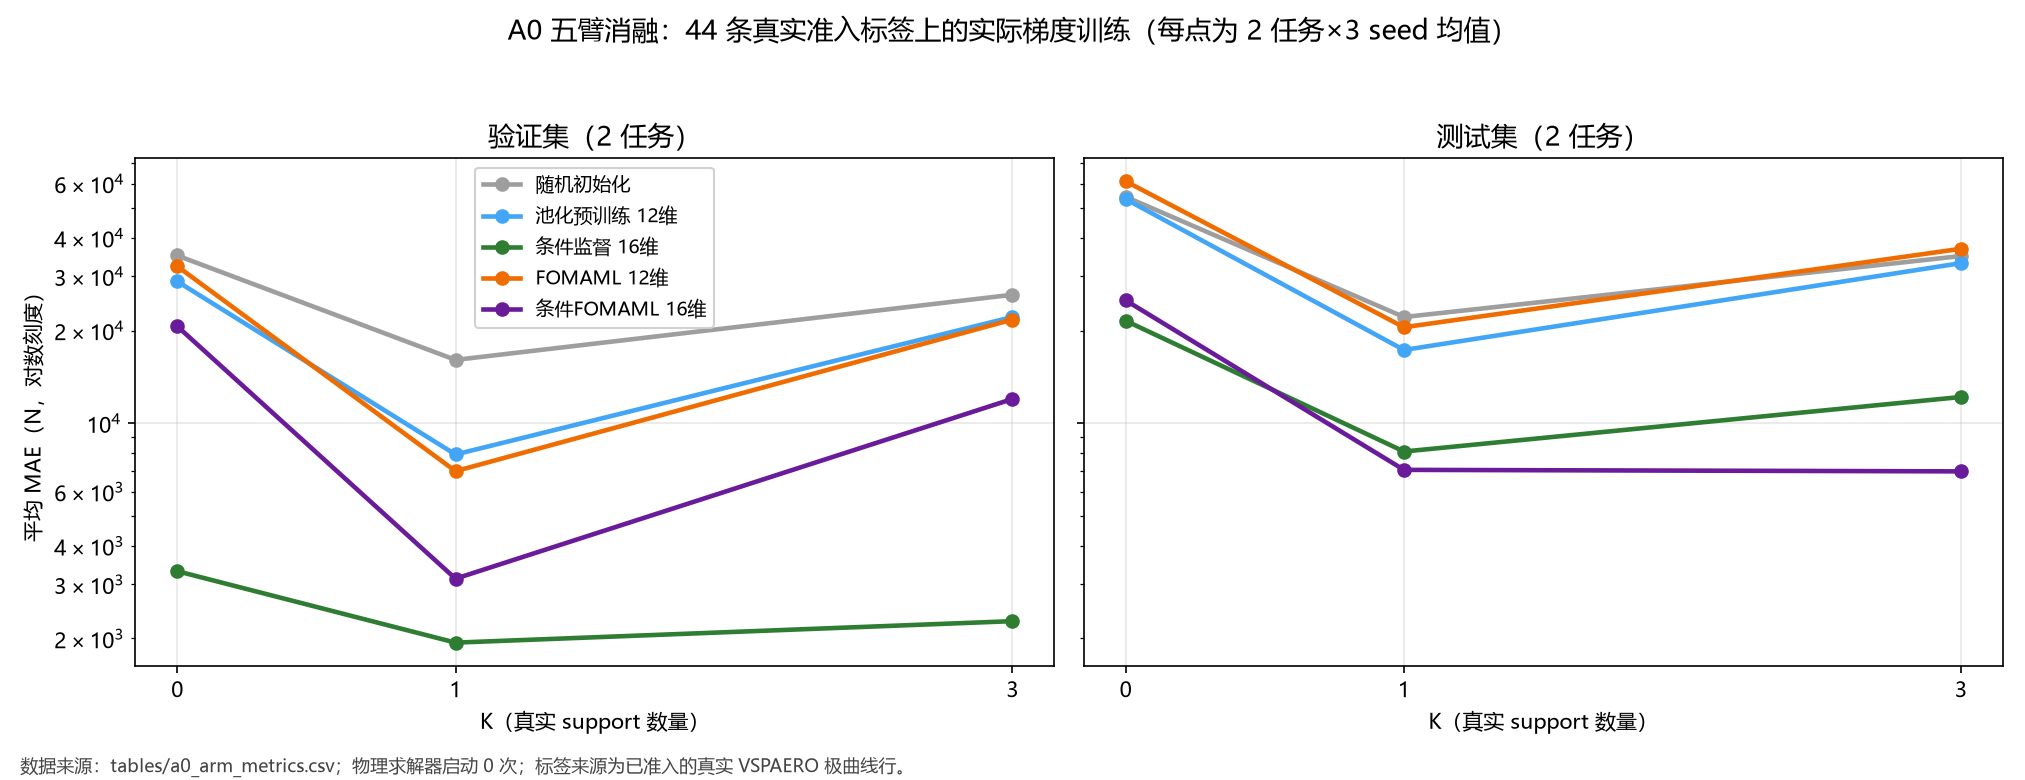 A0 五臂消融：44 条真实准入标签上的实际梯度训练（每点为 2 任务×3 seed 均值）
验证集（2 任务）
测试集（2 任务）
平均 MAE（N，对数刻度）
6 × 10⁴
4 × 10⁴
3 × 10⁴
2 × 10⁴
10⁴
6 × 10³
4 × 10³
3 × 10³
2 × 10³
随机初始化
池化预训练 12维
条件监督 16维
FOMAML 12维
条件FOMAML 16维
0 1 3
0 1 3
K（真实 support 数量）
K（真实 support 数量）
数据来源：tables/a0_arm_metrics.csv；物理求解器启动 0 次；标签来源为已准入的真实 VSPAERO 极曲线行。